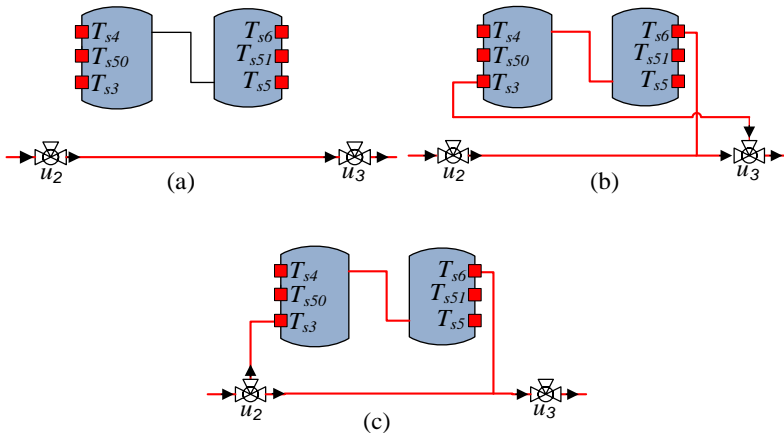 T_s4 T_s6 T_s4 T_s6
T_s50 T_s51 T_s50 T_s51
T_s3 T_s5 T_s3 T_s5
u_2 (a) u_3 u_2 (b) u_3
T_s4 T_s6
T_s50 T_s51
T_s3 T_s5
u_2 (c) u_3